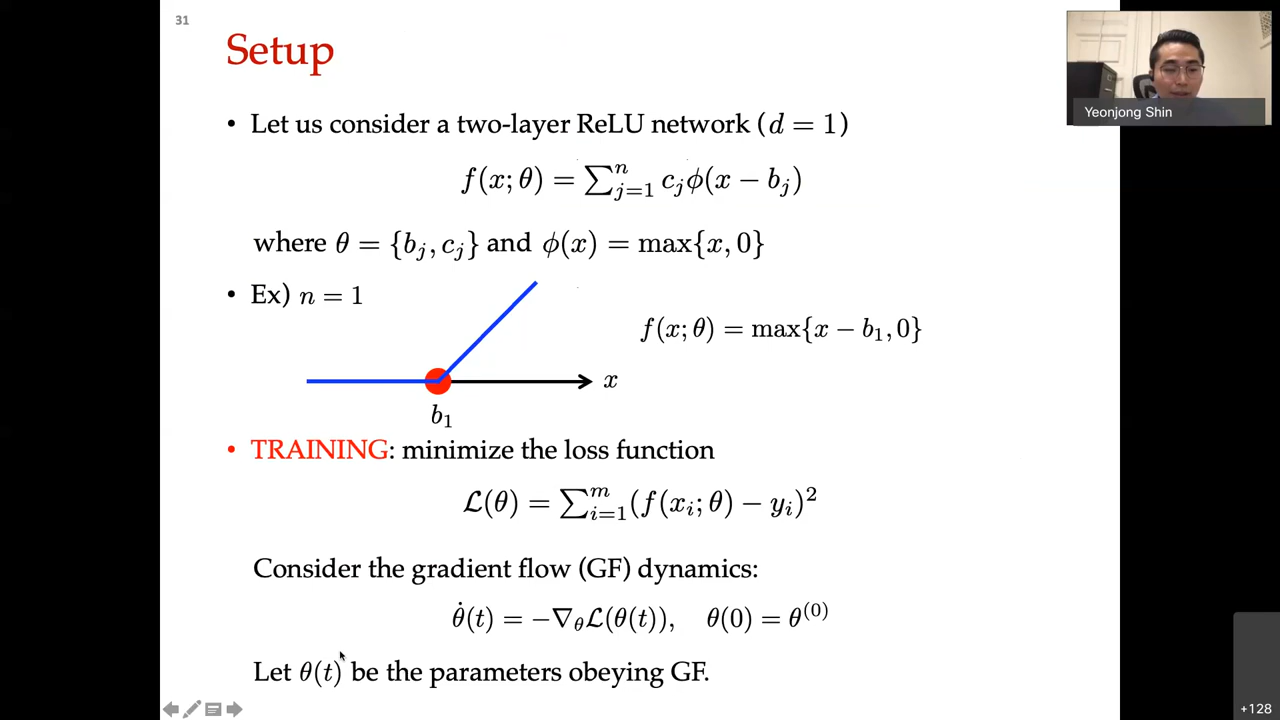 31
Setup
Yeonjong Shin
• Let us consider a two-layer ReLU network (d = 1)
f(x; θ) = ∑_{j=1}^{n} c_j ϕ(x − b_j)
where θ = {b_j, c_j} and ϕ(x) = max{x, 0}
• Ex) n = 1
f(x; θ) = max{x − b_1, 0}
x
b_1
• TRAINING: minimize the loss function
ℒ(θ) = ∑_{i=1}^{m} (f(x_i; θ) − y_i)^2
Consider the gradient flow (GF) dynamics:
θ̇(t) = −∇_θ ℒ(θ(t)), θ(0) = θ^{(0)}
Let θ(t) be the parameters obeying GF.
+128